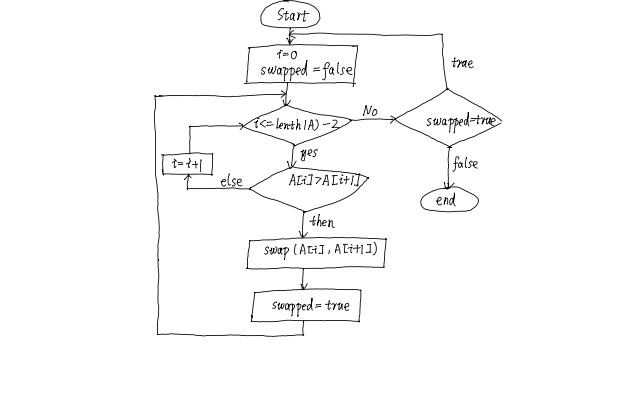 Start
i=0
swapped=false
trae
i<=lenth(A)-2
No
swapped=true
yes
i=i+1
else
A[i]>A[i+1]
false
end
then
swap(A[i],A[i+1])
swapped=true